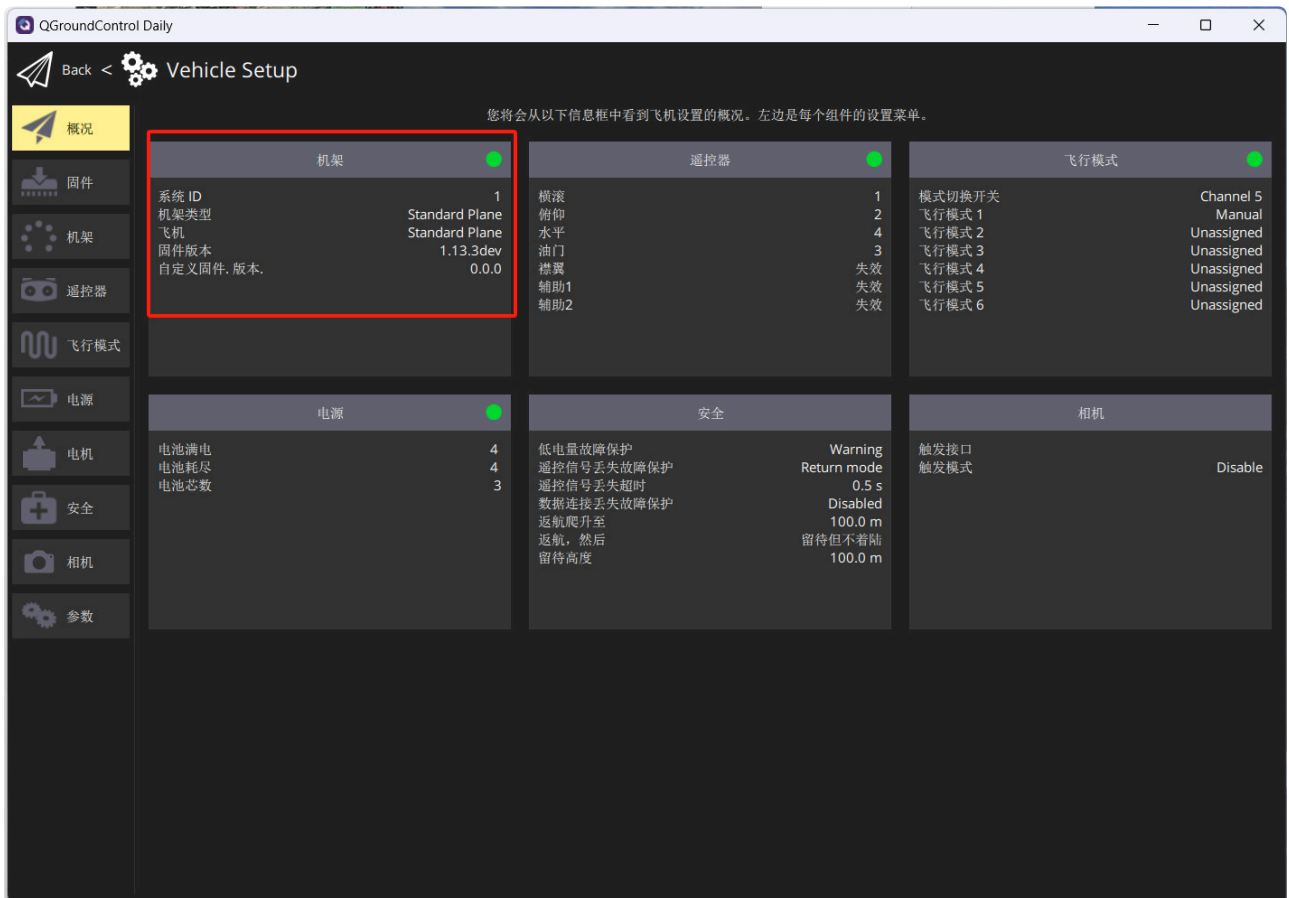 QGroundControl Daily
Back < Vehicle Setup
您将会从以下信息框中看到飞机设置的概况。左边是每个组件的设置菜单。
概况
固件
机架
遥控器
飞行模式
电源
电机
安全
相机
参数
机架
系统 ID 1
机架类型 Standard Plane
飞机 Standard Plane
固件版本 1.13.3dev
自定义固件. 版本. 0.0.0
遥控器
横滚 1
俯仰 2
水平 4
油门 3
襟翼 失效
辅助1 失效
辅助2 失效
飞行模式
模式切换开关 Channel 5
飞行模式 1 Manual
飞行模式 2 Unassigned
飞行模式 3 Unassigned
飞行模式 4 Unassigned
飞行模式 5 Unassigned
飞行模式 6 Unassigned
电源
电池满电 4
电池耗尽 4
电池芯数 3
安全
低电量故障保护 Warning
遥控信号丢失故障保护 Return mode
遥控信号丢失超时 0.5 s
数据连接丢失故障保护 Disabled
返航爬升至 100.0 m
返航，然后 留待但不着陆
留待高度 100.0 m
相机
触发接口
触发模式 Disable